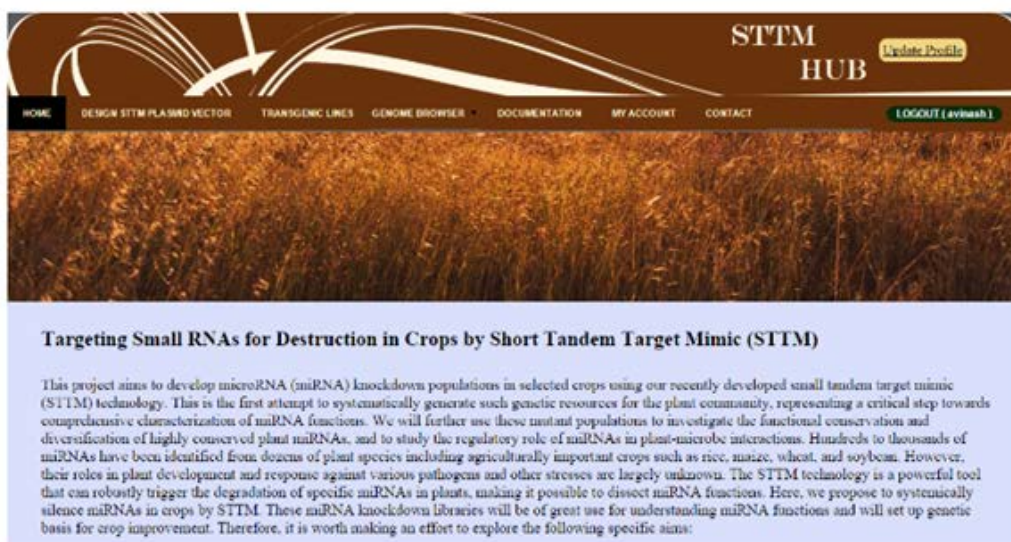 STTM
HUB
Update Profile
HOME DESIGN STTM PLASMID VECTOR TRANSGENIC LINES GENOME BROWSER DOCUMENTATION MY ACCOUNT CONTACT LOGOUT ( avinash )
Targeting Small RNAs for Destruction in Crops by Short Tandem Target Mimic (STTM)
This project aims to develop microRNA (miRNA) knockdown populations in selected crops using our recently developed small tandem target mimic
(STTM) technology. This is the first attempt to systematically generate such genetic resources for the plant community, representing a critical step towards
comprehensive characterization of miRNA functions. We will further use these mutant populations to investigate the functional conservation and
diversification of highly conserved plant miRNAs, and to study the regulatory role of miRNAs in plant-microbe interactions. Hundreds to thousands of
miRNAs have been identified from dozens of plant species including agriculturally important crops such as rice, maize, wheat, and soybean. However,
their roles in plant development and response against various pathogens and other stresses are largely unknown. The STTM technology is a powerful tool
that can robustly trigger the degradation of specific miRNAs in plants, making it possible to dissect miRNA functions. Here, we propose to systemically
silence miRNAs in crops by STTM. These miRNA knockdown libraries will be of great use for understanding miRNA functions and will set up genetic
basis for crop improvement. Therefore, it is worth making an effort to explore the following specific aims: